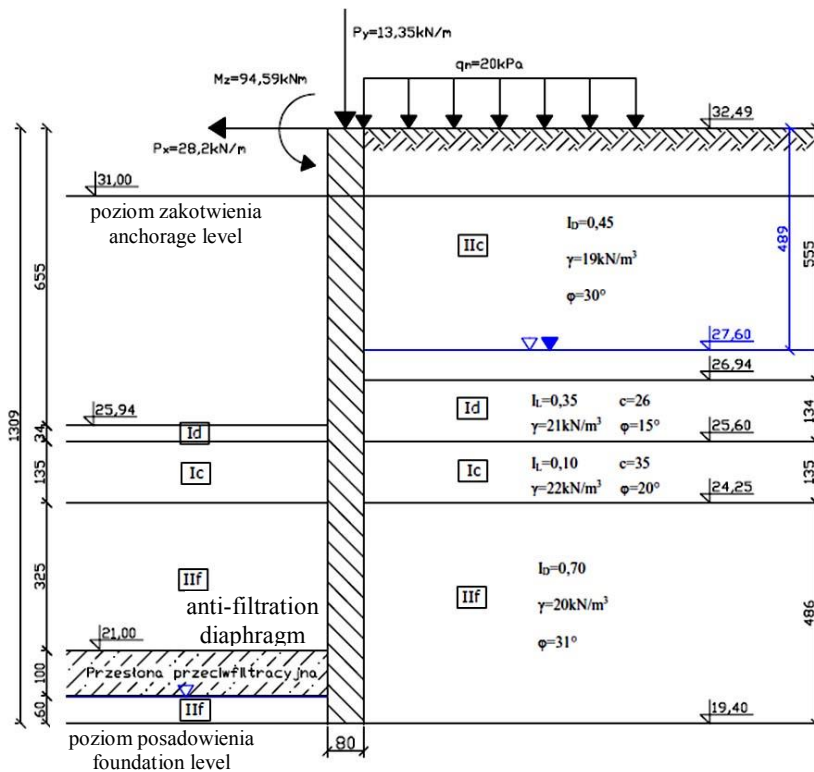 Py=13,35kN/m
Mz=94,59kNm
qn=20kPa
32,49
Px=28,2kN/m
31,00
poziom zakotwienia
anchorage level
IIc
I_D=0,45
γ=19kN/m³
φ=30°
489
555
655
1309
27,60
26,94
25,94
Id
34
Id
I_L=0,35 c=26
γ=21kN/m³ φ=15°
134
25,60
Ic
135
Ic
I_L=0,10 c=35
γ=22kN/m³ φ=20°
135
24,25
IIf
325
anti-filtration
diaphragm
IIf
I_D=0,70
γ=20kN/m³
φ=31°
486
21,00
Przesłona przeciwfiltracyjna
100
IIf
60
19,40
poziom posadowienia
foundation level
80